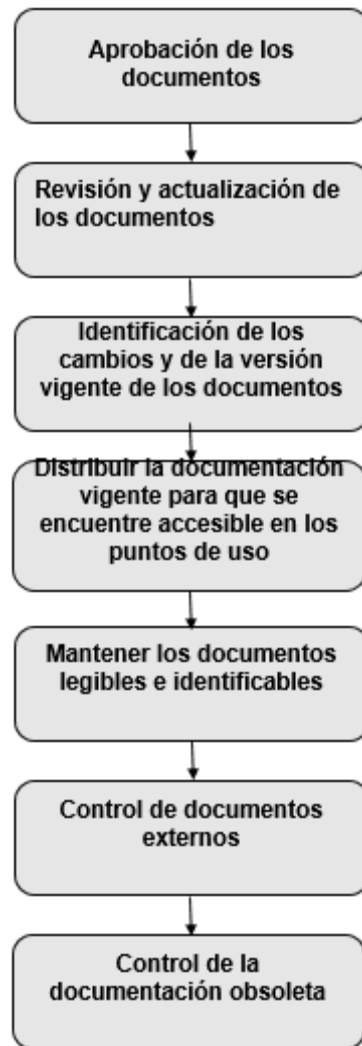 Aprobación de los
documentos
Revisión y actualización de
los documentos
Identificación de los
cambios y de la versión
vigente de los documentos
Distribuir la documentación
vigente para que se
encuentre accesible en los
puntos de uso
Mantener los documentos
legibles e identificables
Control de documentos
externos
Control de la
documentación obsoleta